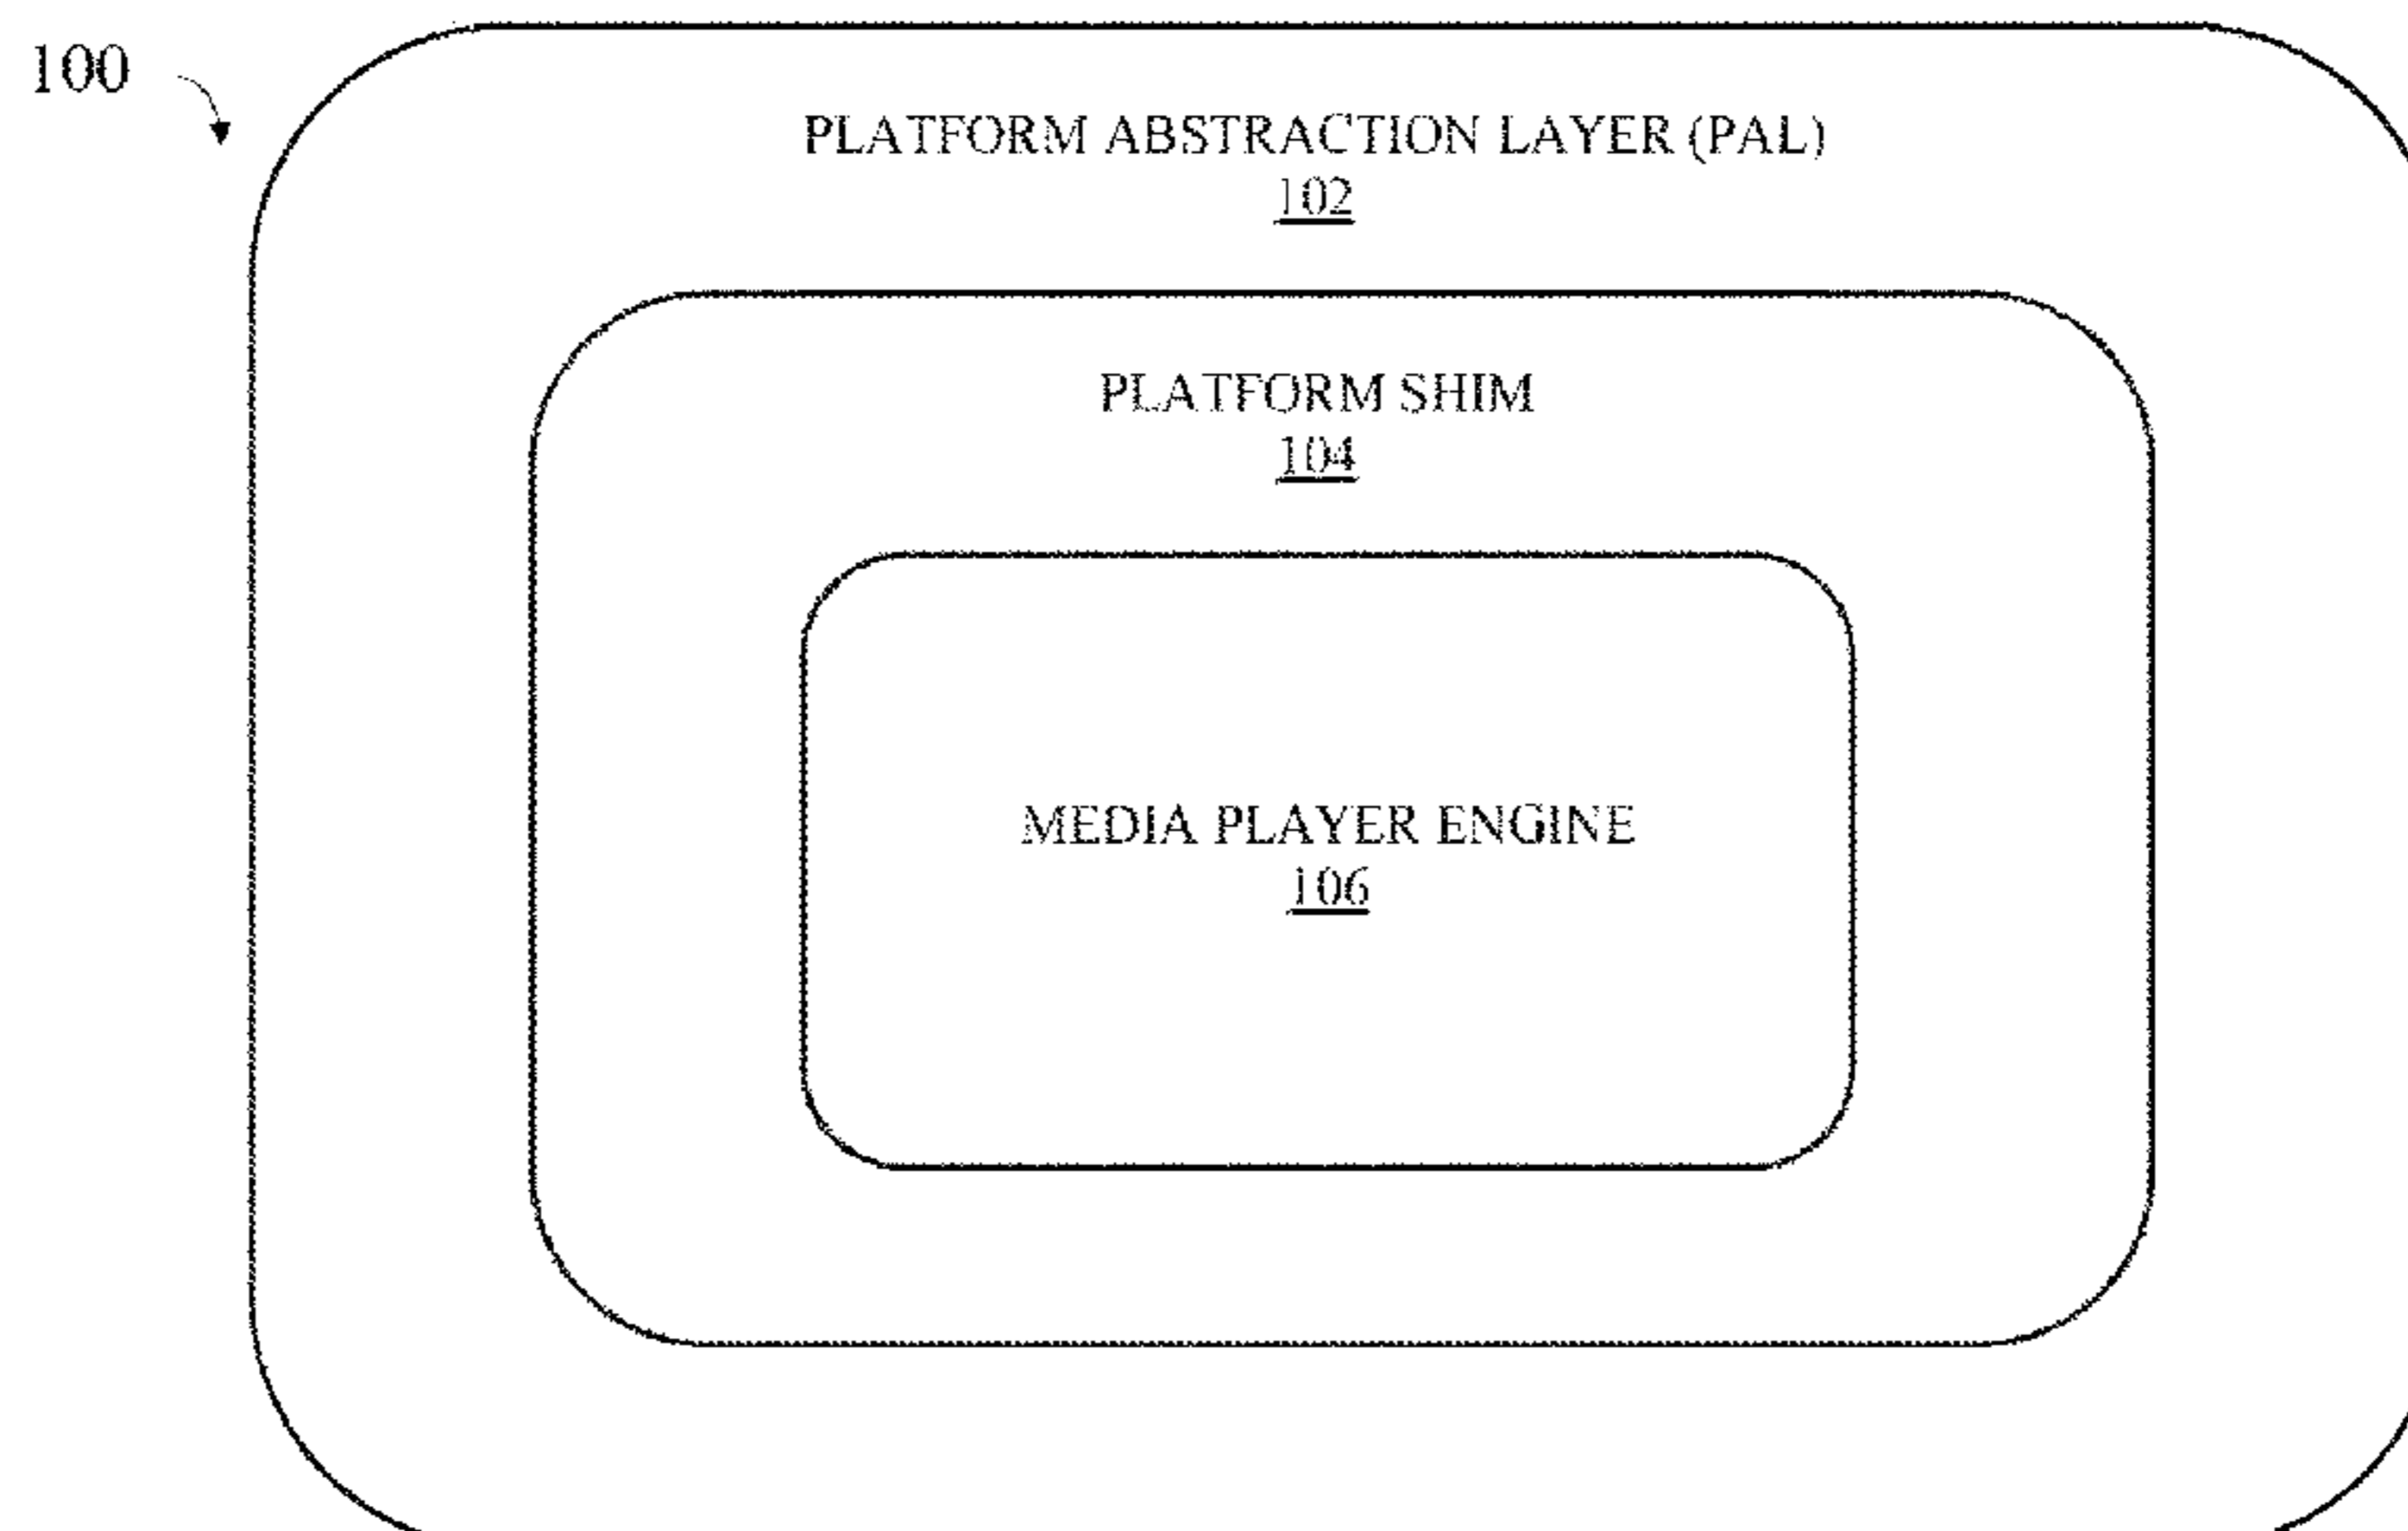 100
PLATFORM ABSTRACTION LAYER (PAL)
102
PLATFORM SHIM
104
MEDIA PLAYER ENGINE
106